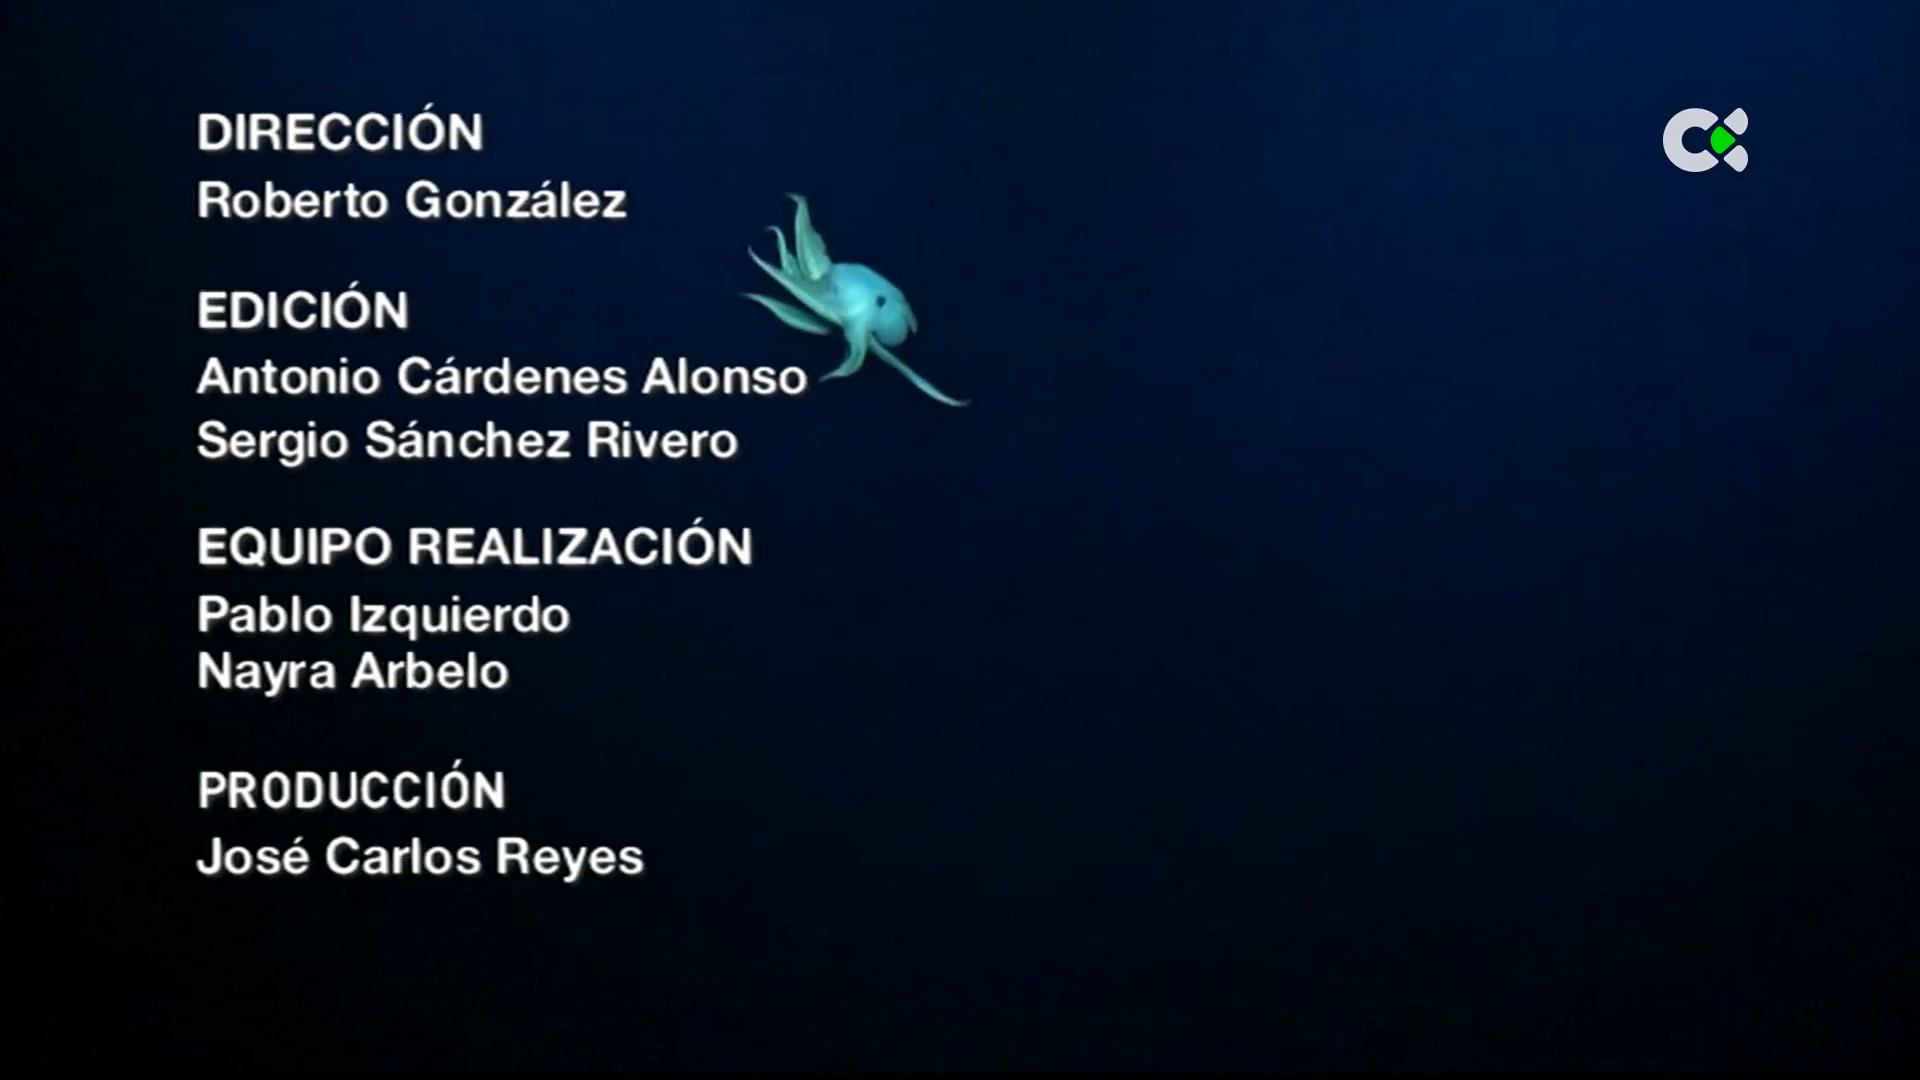 DIRECCIÓN
Roberto González
EDICIÓN
Antonio Cárdenes Alonso
Sergio Sánchez Rivero
EQUIPO REALIZACIÓN
Pablo Izquierdo
Nayra Arbelo
PRODUCCIÓN
José Carlos Reyes